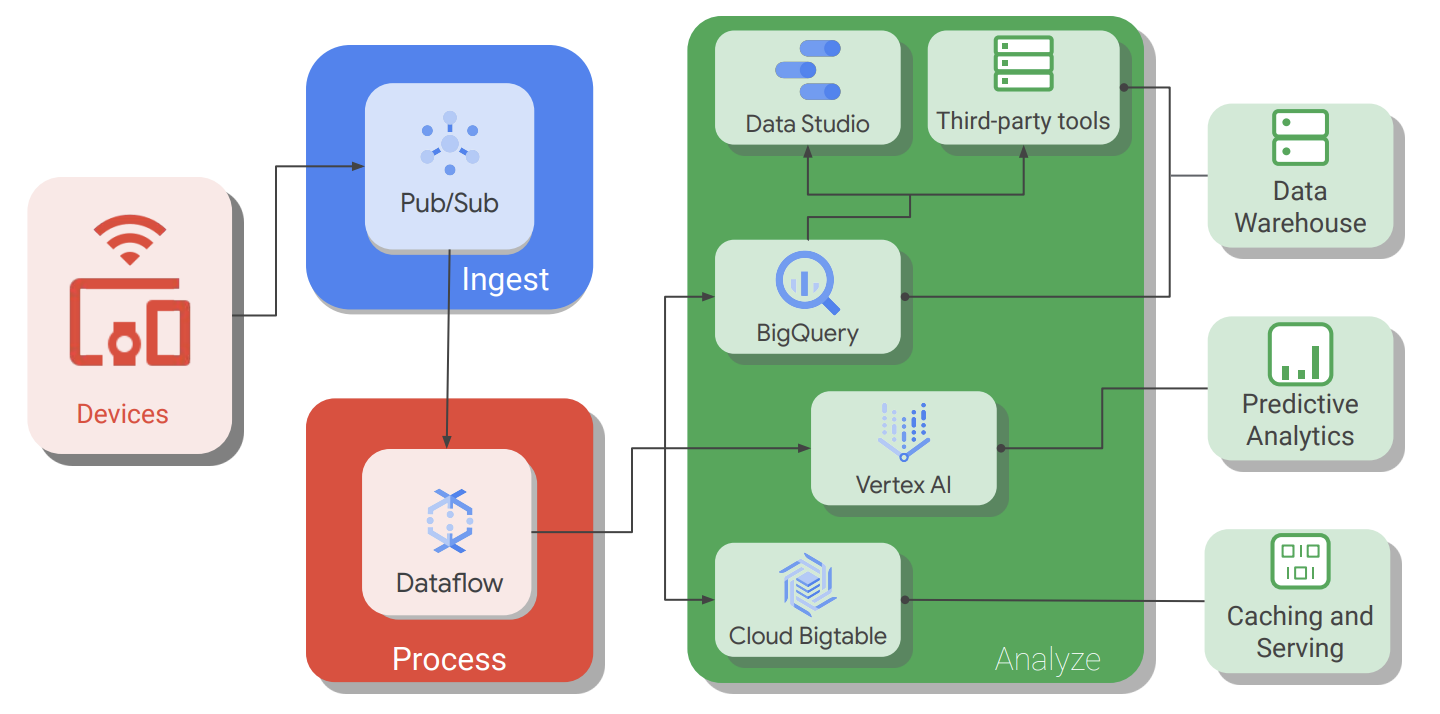 Devices
Pub/Sub
Ingest
Dataflow
Process
Data Studio
Third-party tools
BigQuery
Vertex AI
Cloud Bigtable
Analyze
Data
Warehouse
Predictive
Analytics
Caching and
Serving